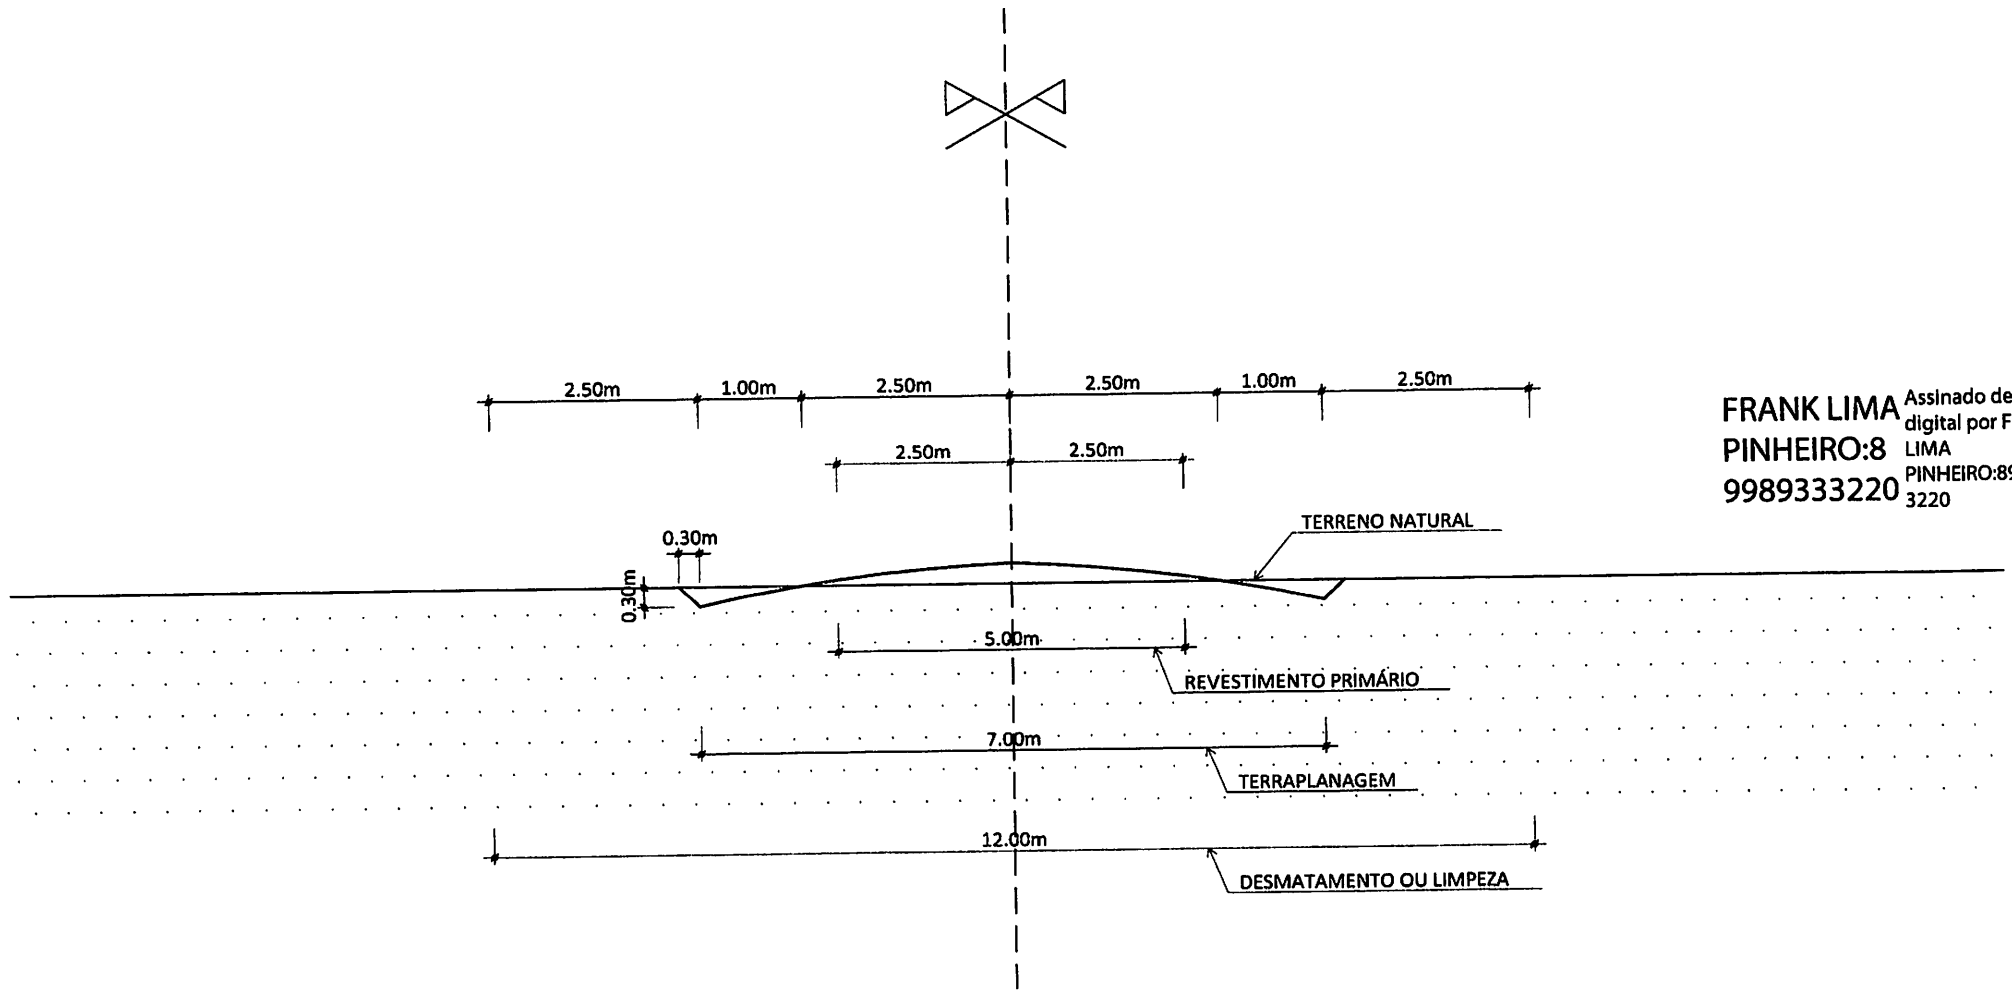 2.50m 1.00m 2.50m 2.50m 1.00m 2.50m
2.50m 2.50m
FRANK LIMA
PINHEIRO:8
9989333220
Assinado de
digital por F
LIMA
PINHEIRO:89
3220
TERRENO NATURAL
0.30m
0.30m
5.00m
REVESTIMENTO PRIMÁRIO
7.00m
TERRAPLANAGEM
12.00m
DESMATAMENTO OU LIMPEZA